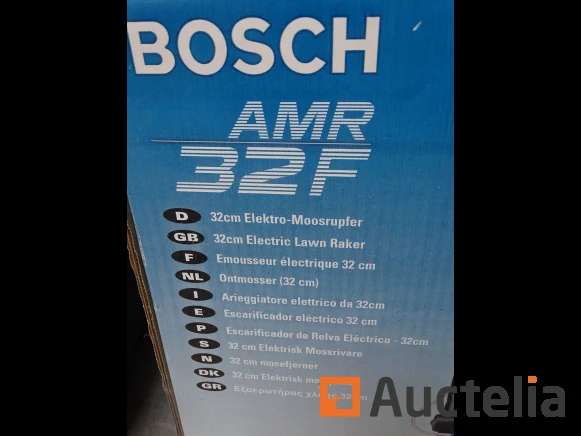 BOSCH
AMR
32F
D 32cm Elektro-Moosrupfer
GB 32cm Electric Lawn Raker
F Emousseur électrique 32 cm
NL Ontmosser (32 cm)
I Arieggiatore elettrico da 32cm
E Escarificador eléctrico 32 cm
P Escarificador de Relva Eléctrico - 32cm
S 32 cm Elektrisk Mossrivare
N 32 cm mosefjerner
DK 32 cm Elektrisk
GR Εξαερωτήρας 32cm
Auctelia